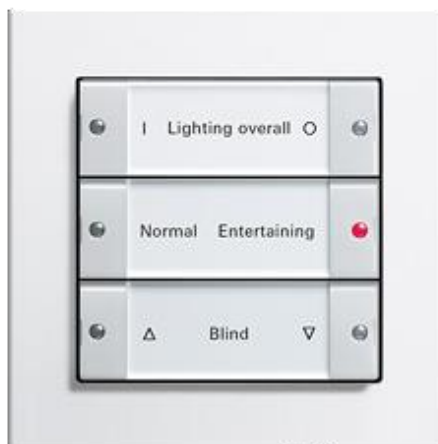 I Lighting overall O
Normal Entertaining
△ Blind ▽